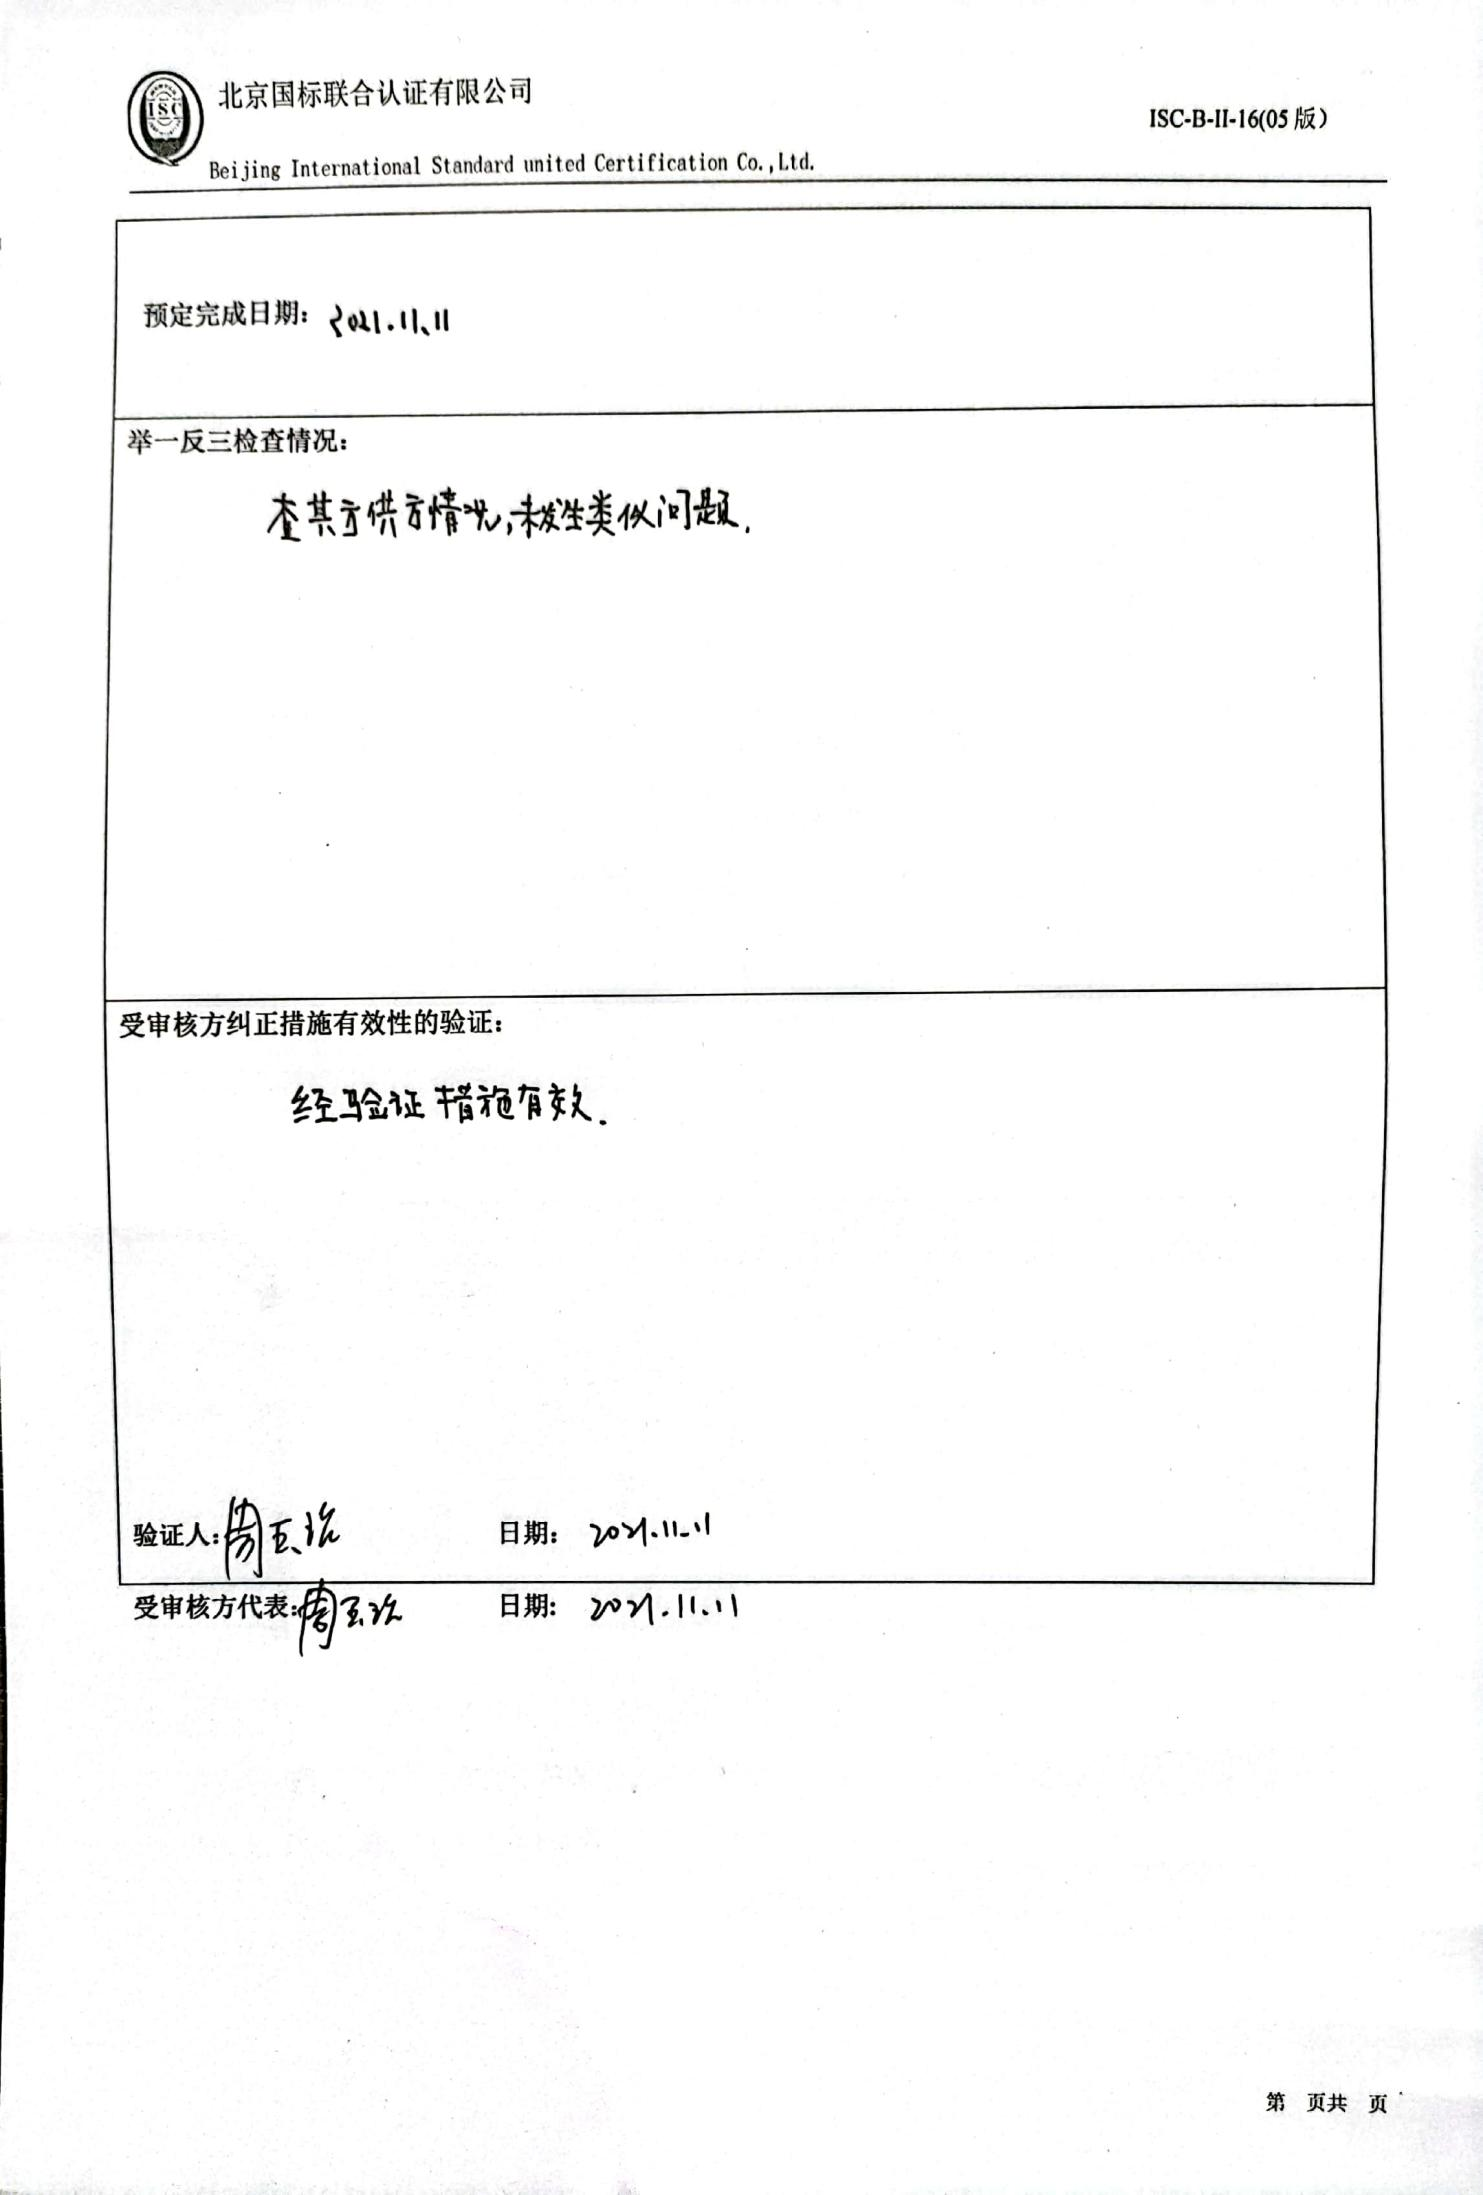 ISC
北京国标联合认证有限公司
ISC-B-II-16(05版)
Beijing International Standard united Certification Co.,Ltd.
预定完成日期: 2021.11.11
举一反三检查情况:
查其方供方情况,未发生类似问题.
受审核方纠正措施有效性的验证:
经验证措施有效.
验证人: 日期: 2021.11.11
受审核方代表: 日期: 2021.11.11
第 页共 页